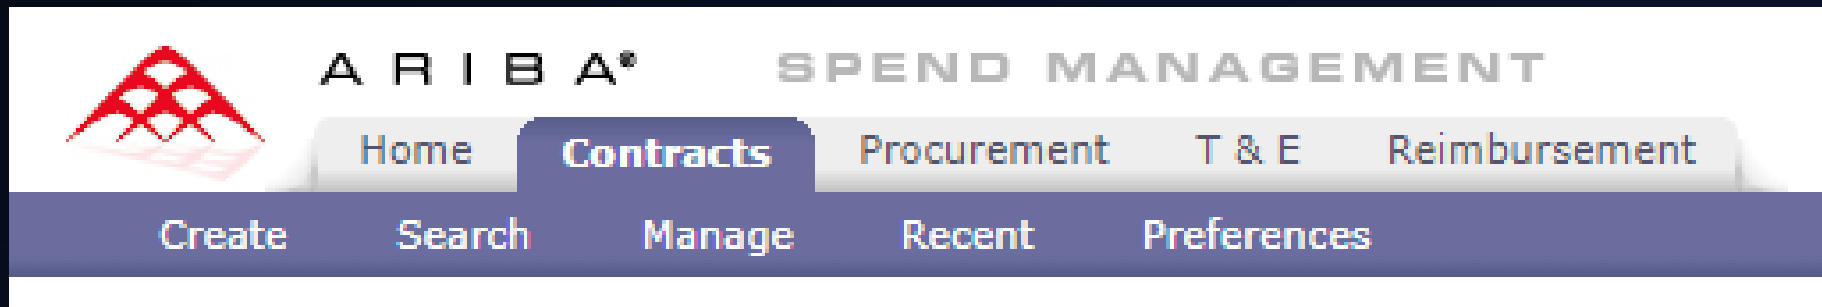 ARIBA® SPEND MANAGEMENT
Home Contracts Procurement T & E Reimbursement
Create Search Manage Recent Preferences